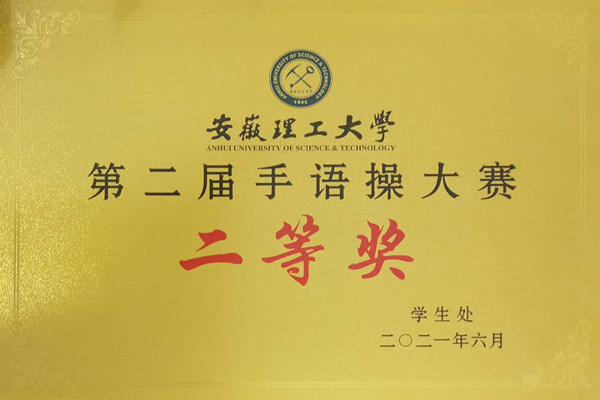 ANHUI UNIVERSITY OF SCIENCE & TECHNOLOGY
1945
安徽理工大学
ANHUI UNIVERSITY OF SCIENCE & TECHNOLOGY
第二届手语操大赛
二等奖
学生处
二〇二一年六月